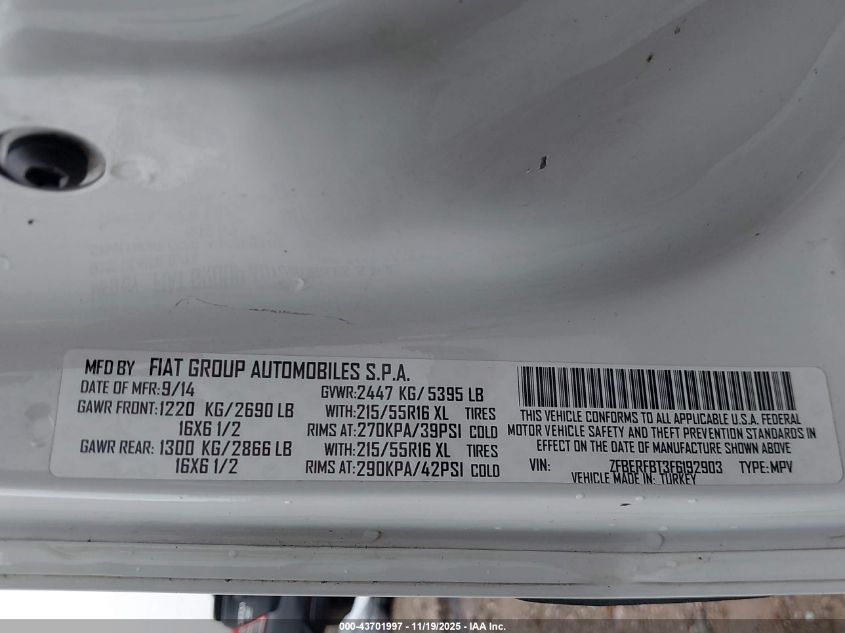 MFD BY FIAT GROUP AUTOMOBILES S.P.A.
DATE OF MFR: 9/14 GVWR: 2447 KG/ 5395 LB
GAWR FRONT: 1220 KG/2690 LB WITH: 215/55R16 XL TIRES
16X6 1/2 RIMS AT: 270KPA/39PSI COLD
GAWR REAR: 1300 KG/2866 LB WITH: 215/55R16 XL TIRES
16X6 1/2 RIMS AT: 290KPA/42PSI COLD
THIS VEHICLE CONFORMS TO ALL APPLICABLE U.S.A. FEDERAL
MOTOR VEHICLE SAFETY AND THEFT PREVENTION STANDARDS IN
EFFECT ON THE DATE OF MANUFACTURE SHOWN ABOVE
VIN: ZFBERFBT3F6192903 TYPE: MPV
VEHICLE MADE IN: TURKEY
000-43701997 - 11/19/2025 - IAA Inc.